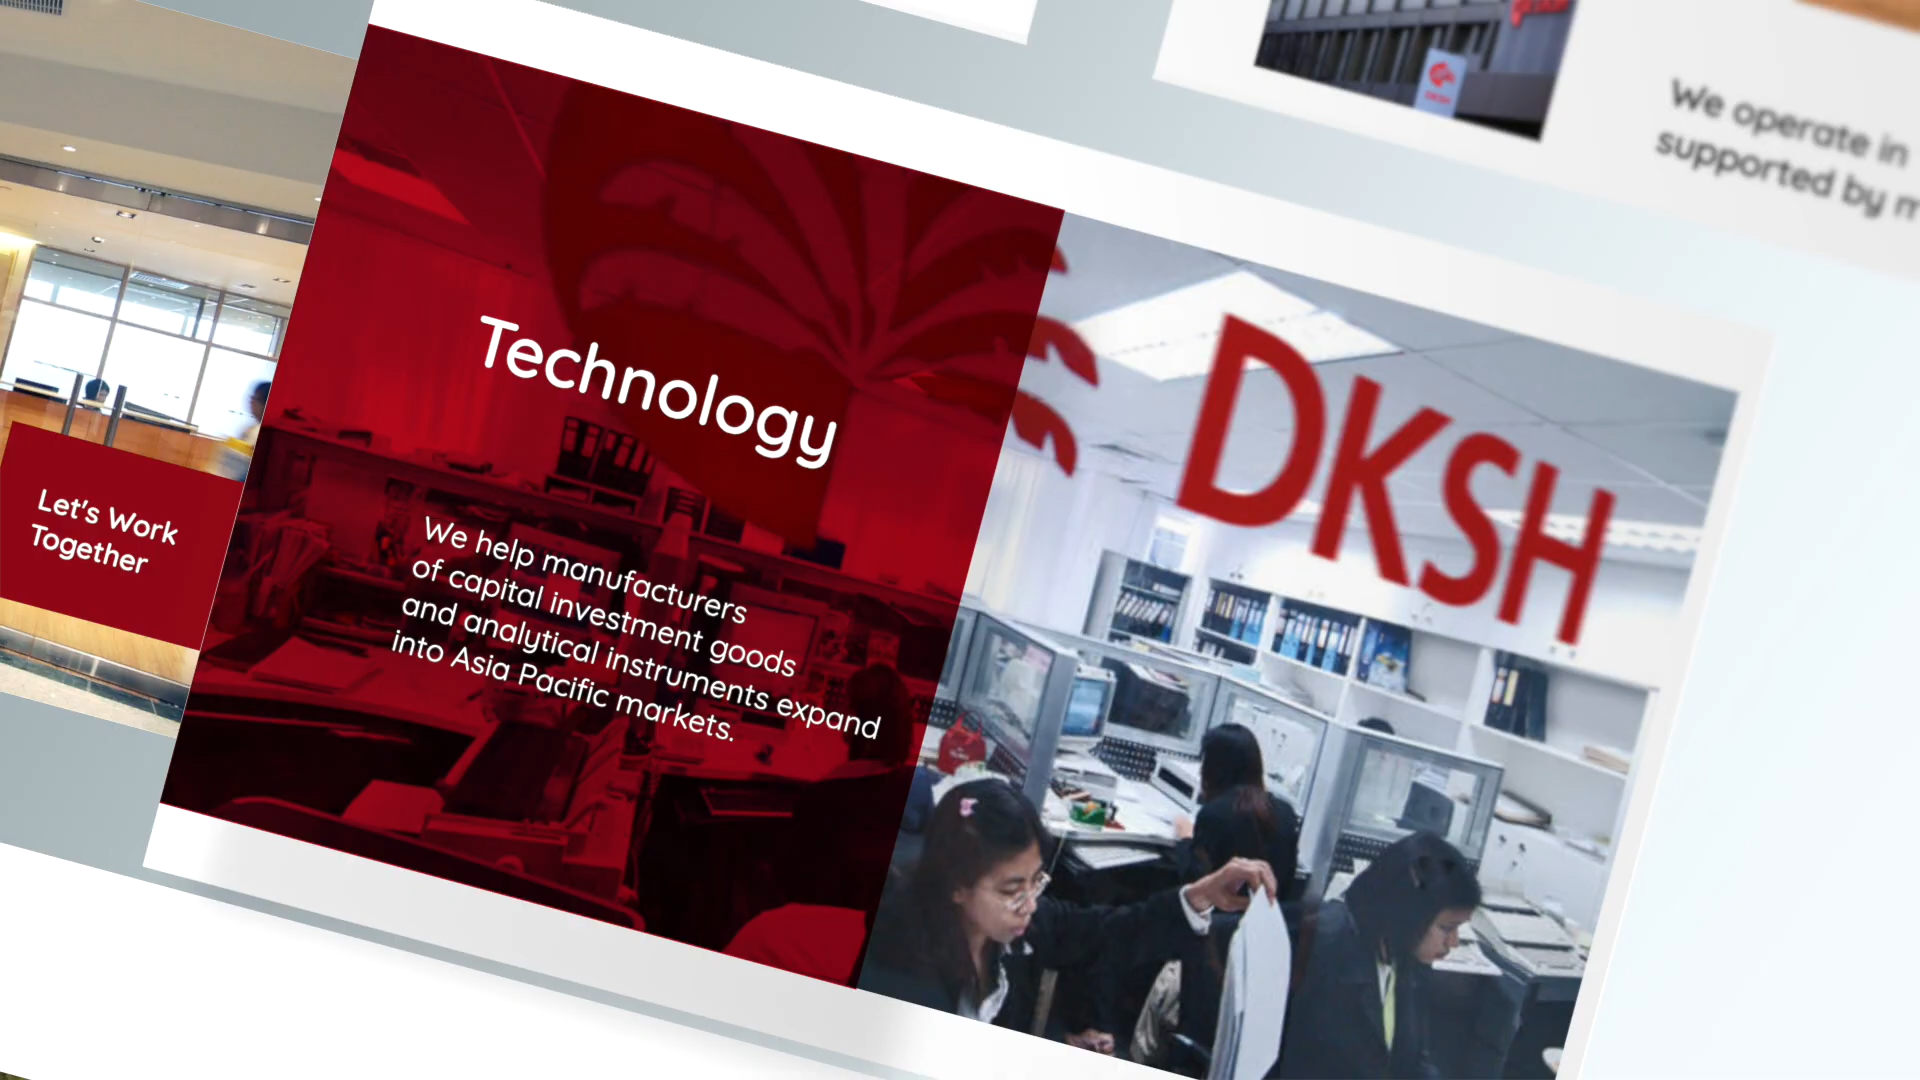 We operate in
supported by
DKSH
Technology
We help manufacturers
of capital investment goods
and analytical instruments expand
into Asia Pacific markets.
DKSH
Let's Work
Together